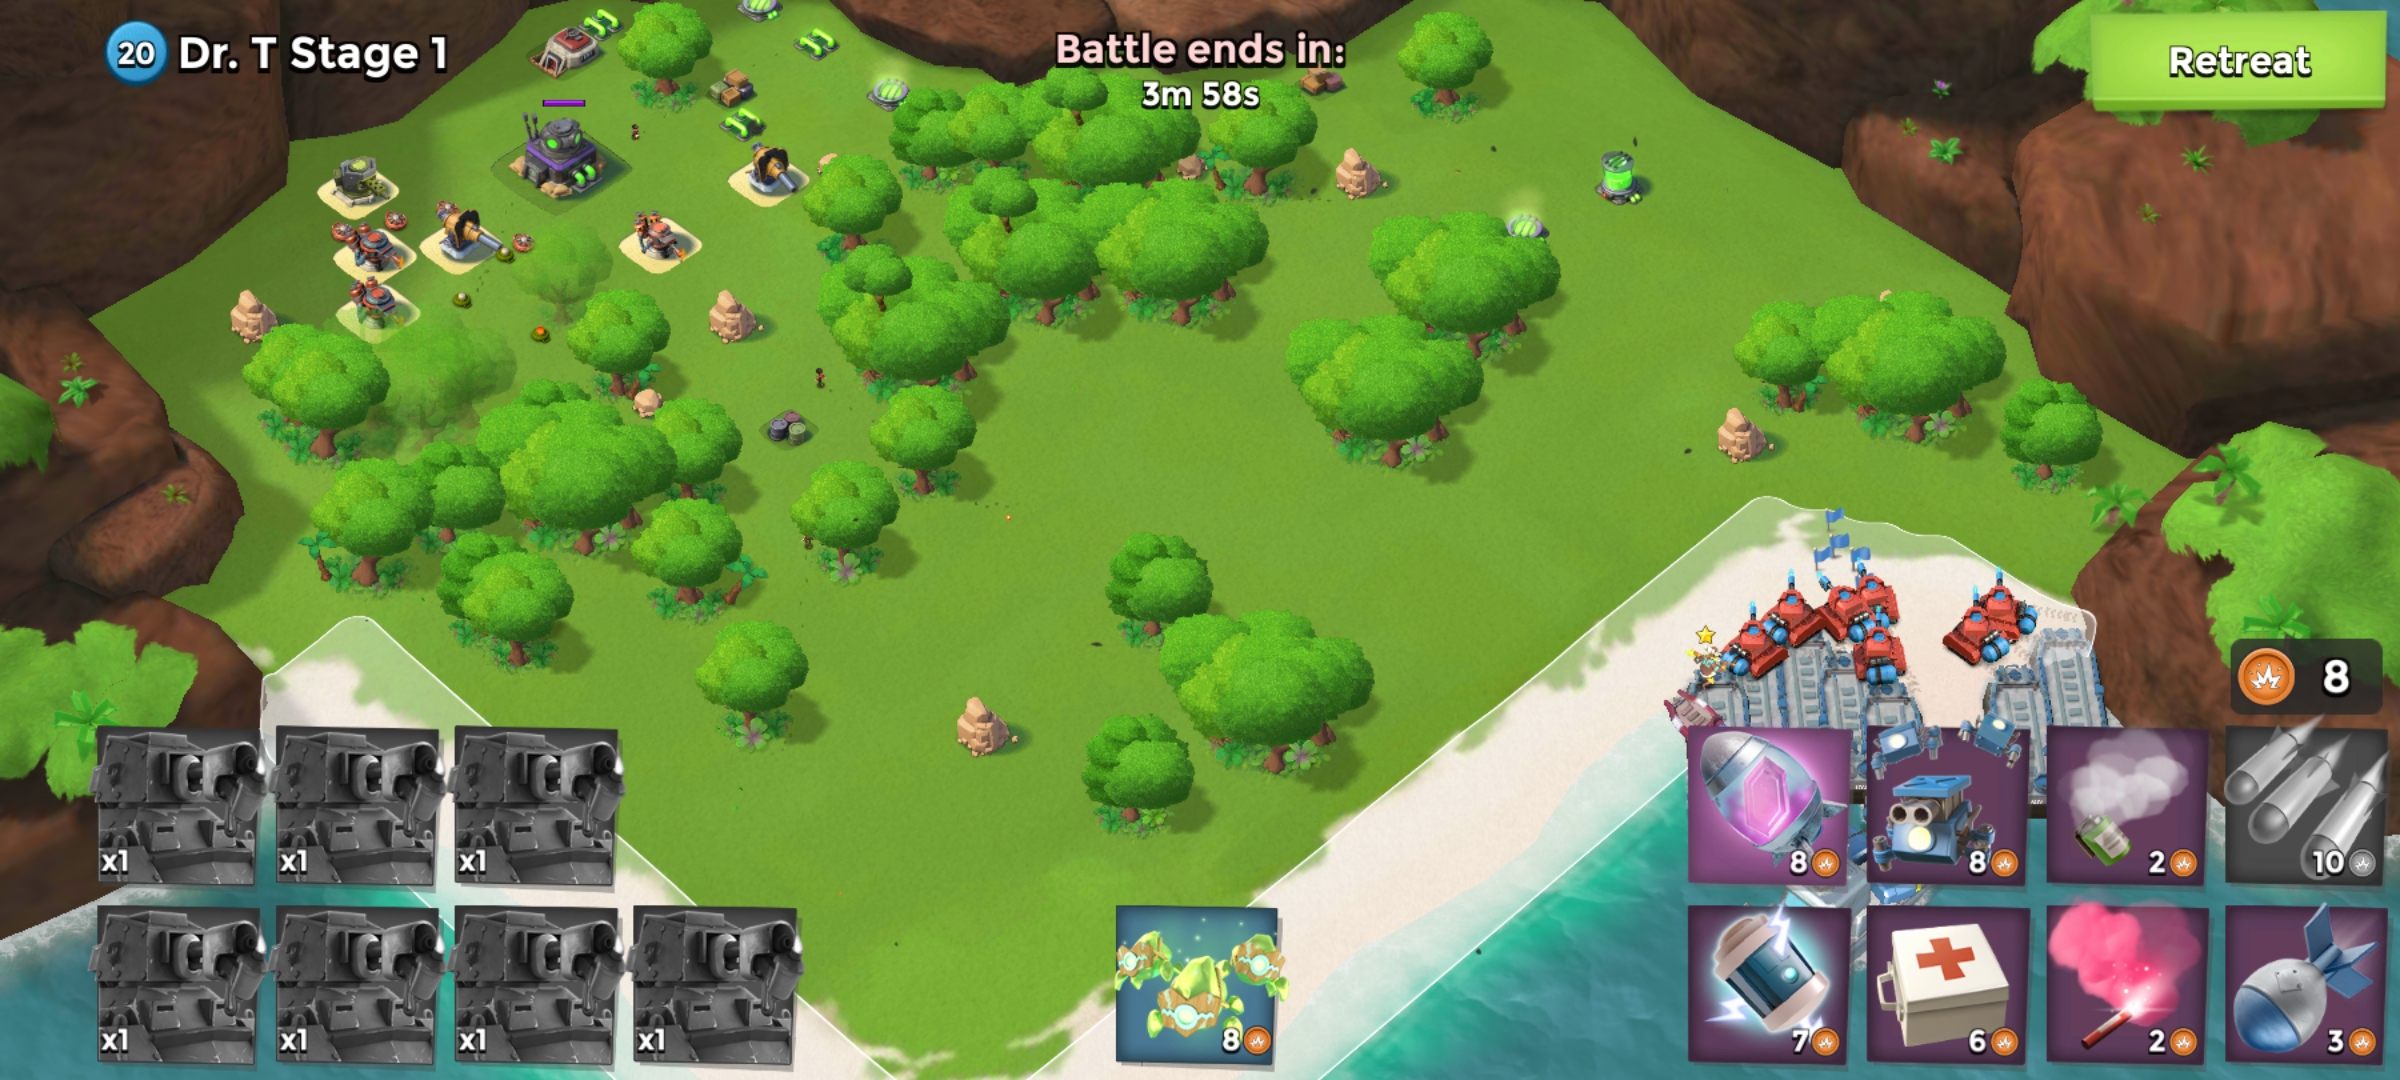 20 Dr. T Stage 1
Battle ends in:
3m 58s
Retreat
8
x1 x1 x1
8 8 2 10
x1 x1 x1 x1
8
7 6 2 3